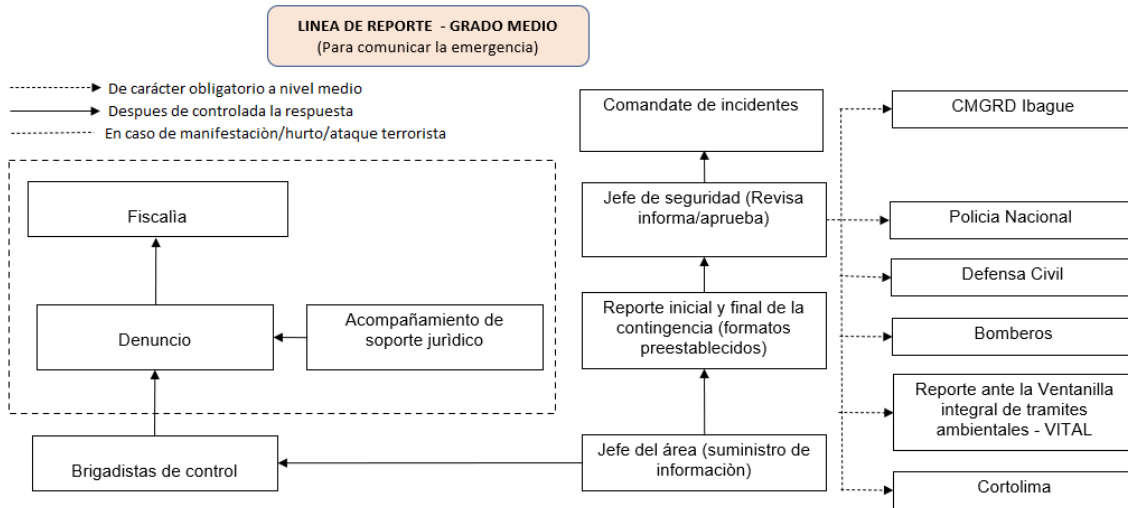 LINEA DE REPORTE - GRADO MEDIO
(Para comunicar la emergencia)
De carácter obligatorio a nivel medio
Despues de controlada la respuesta
En caso de manifestaciòn/hurto/ataque terrorista
Comandate de incidentes
CMGRD Ibague
Fiscalìa
Jefe de seguridad (Revisa
informa/aprueba)
Policia Nacional
Defensa Civil
Denuncio
Acompañamiento de
soporte jurìdico
Reporte inicial y final de la
contingencia (formatos
preestablecidos)
Bomberos
Reporte ante la Ventanilla
integral de tramites
ambientales - VITAL
Brigadistas de control
Jefe del área (suministro de
informaciòn)
Cortolima